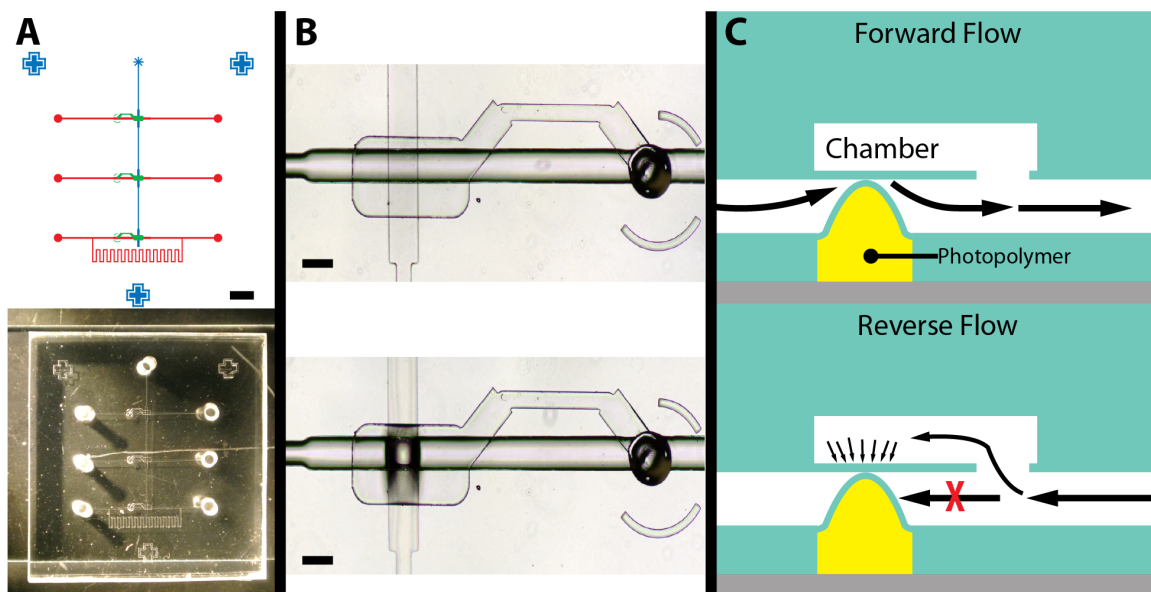 A
B
C
Forward Flow
Chamber
Photopolymer
Reverse Flow
X